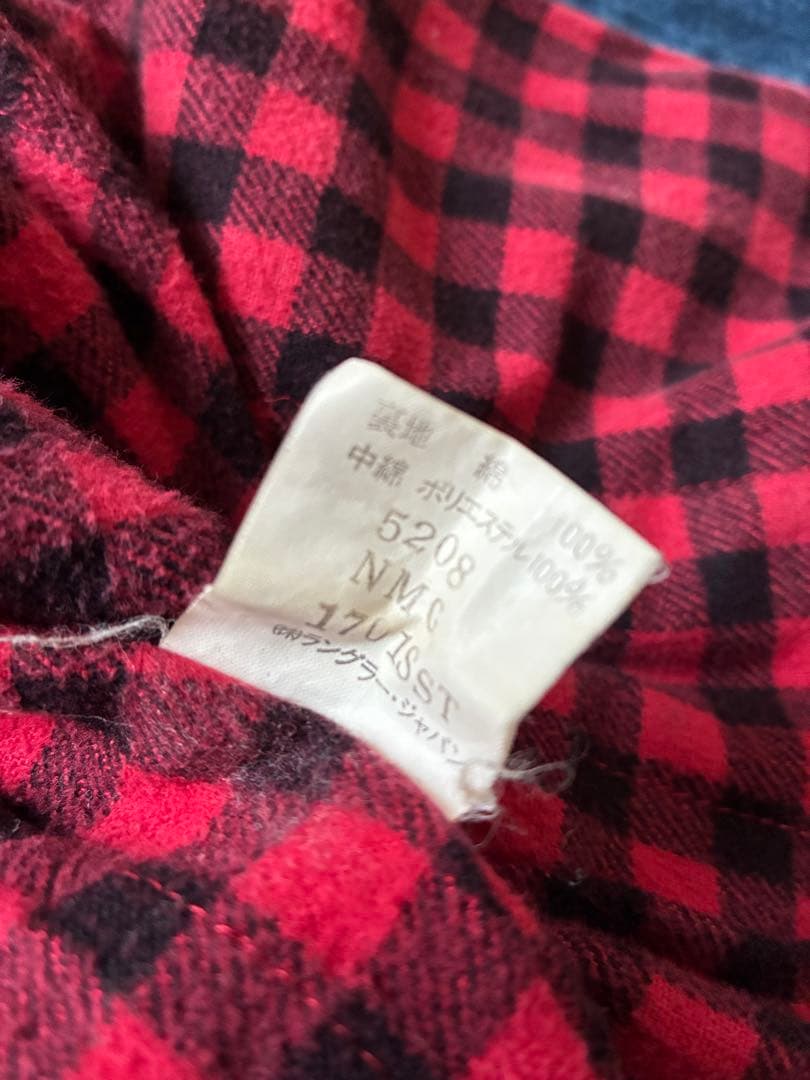 裏地 綿 100%
中綿 ポリエステル100%
5208
NMC
(株)ラングラー・ジャパン